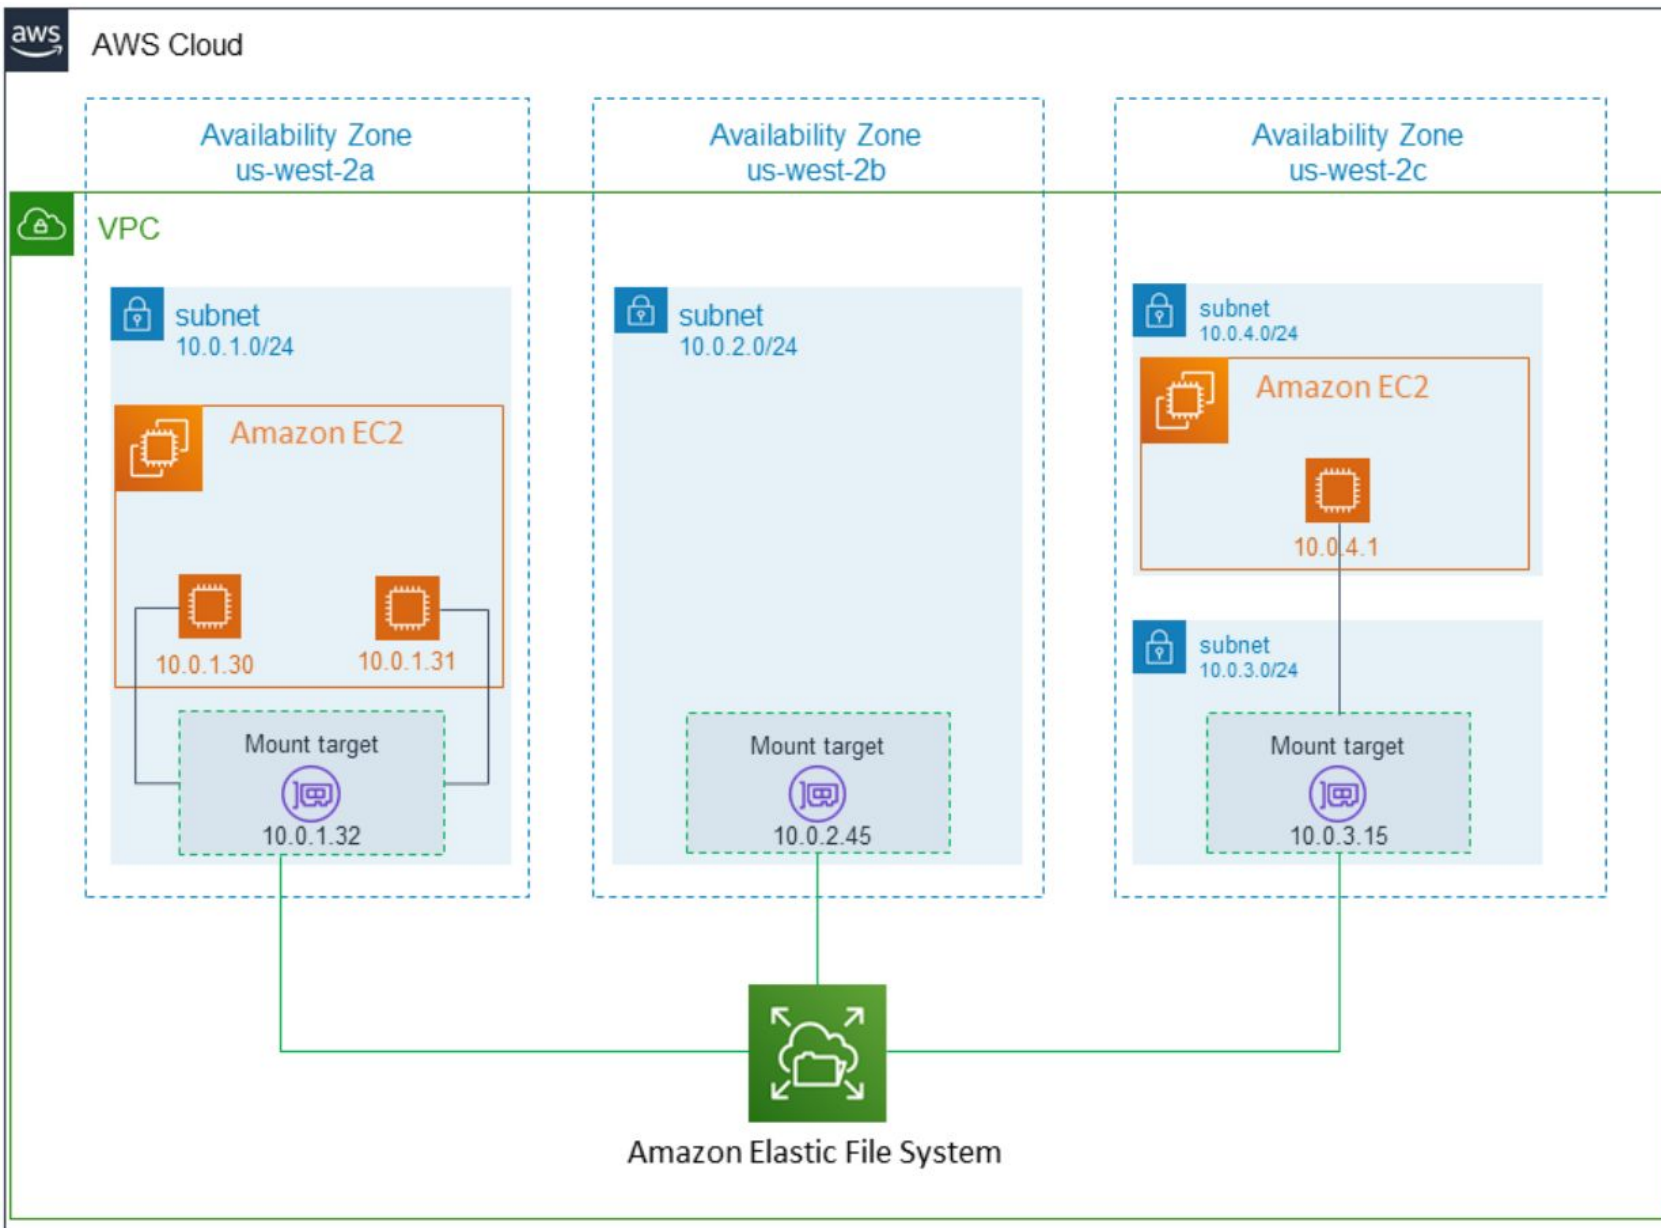 aws
AWS Cloud
Availability Zone
us-west-2a
Availability Zone
us-west-2b
Availability Zone
us-west-2c
VPC
subnet
10.0.1.0/24
Amazon EC2
10.0.1.30
10.0.1.31
Mount target
10.0.1.32
subnet
10.0.2.0/24
Mount target
10.0.2.45
subnet
10.0.4.0/24
Amazon EC2
10.0.4.1
subnet
10.0.3.0/24
Mount target
10.0.3.15
Amazon Elastic File System